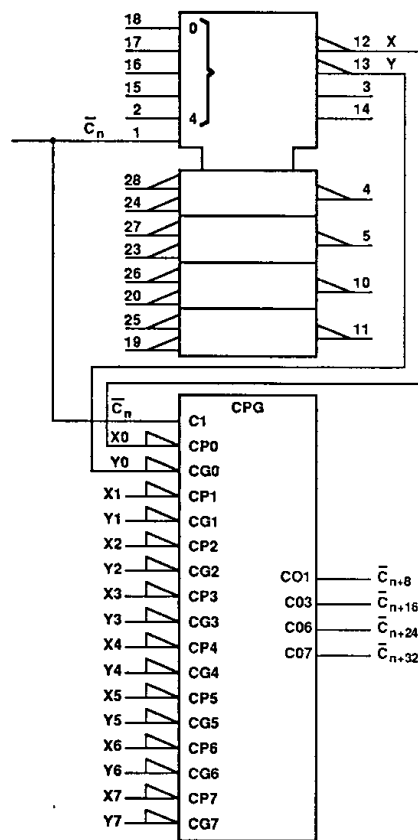 18 0 12 X
17 13 Y
16 3
15 14
2 4
C̅n 1
28 4
24
27 5
23
26 10
20
25 11
19
CPG
C̅n C1
X0 CP0
Y0 CG0
X1 CP1
Y1 CG1
X2 CP2
Y2 CG2
X3 CP3
Y3 CG3
X4 CP4
Y4 CG4
X5 CP5
Y5 CG5
X6 CP6
Y6 CG6
X7 CP7
Y7 CG7
CO1 C̅n+8
C03 C̅n+16
C06 C̅n+24
C07 C̅n+32